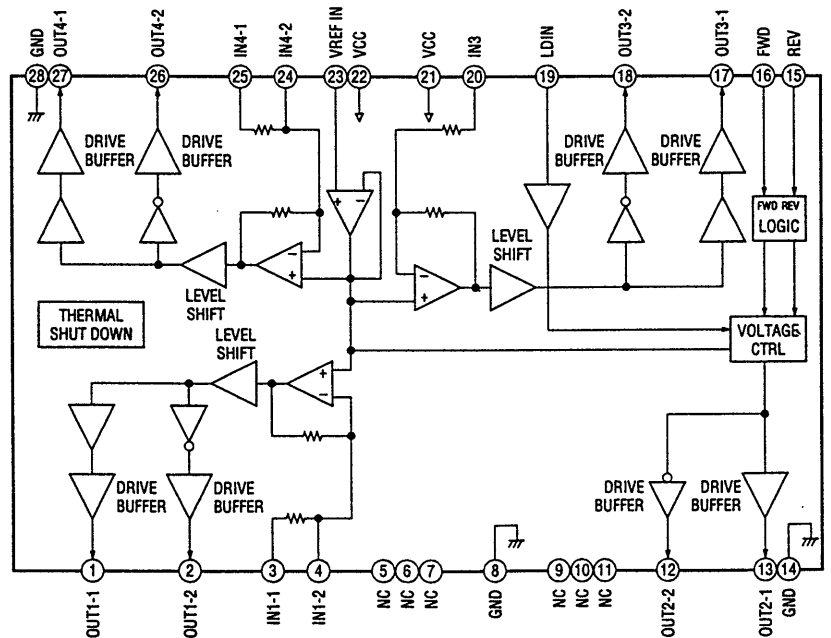 GND
OUT4-1
OUT4-2
IN4-1
IN4-2
VREF IN
VCC
VCC
IN3
LDIN
OUT3-2
OUT3-1
FWD
REV
28
27
26
25
24
23
22
21
20
19
18
17
16
15
DRIVE
BUFFER
DRIVE
BUFFER
DRIVE
BUFFER
DRIVE
BUFFER
+
-
FWD REV
LOGIC
-
+
LEVEL
SHIFT
-
+
LEVEL
SHIFT
THERMAL
SHUT DOWN
VOLTAGE
CTRL
LEVEL
SHIFT
+
-
DRIVE
BUFFER
DRIVE
BUFFER
DRIVE
BUFFER
DRIVE
BUFFER
1
2
3
4
5
6
7
8
9
10
11
12
13
14
OUT1-1
OUT1-2
IN1-1
IN1-2
NC
NC
NC
GND
NC
NC
NC
OUT2-2
OUT2-1
GND